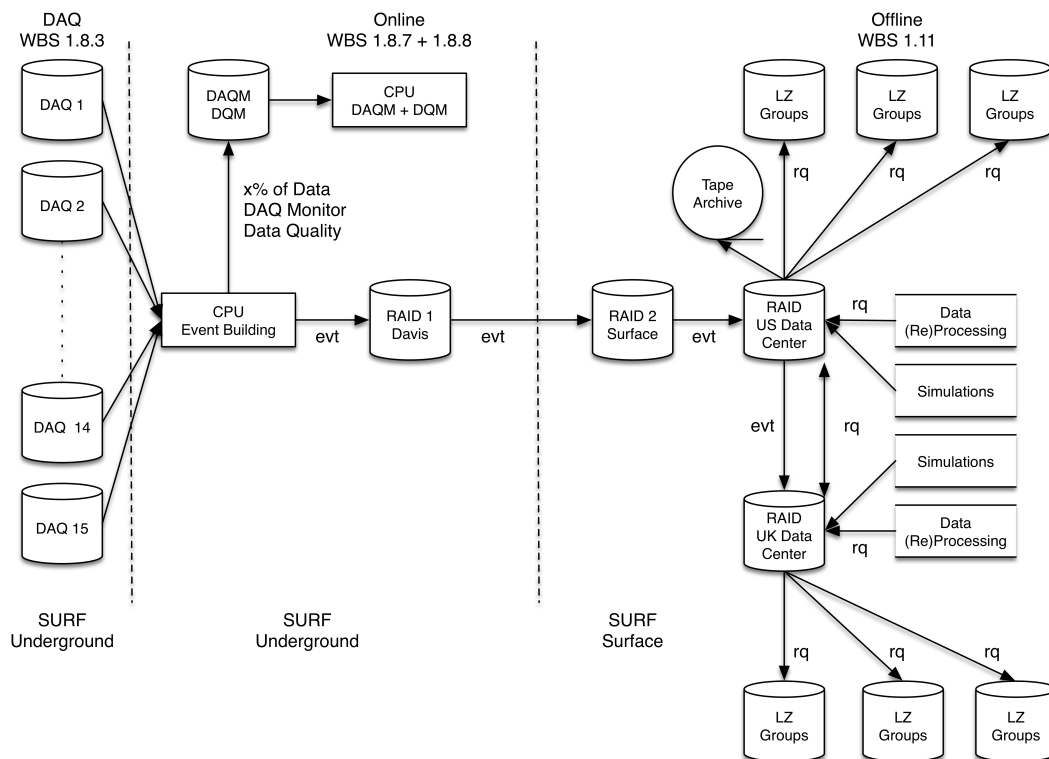 DAQ
WBS 1.8.3
Online
WBS 1.8.7 + 1.8.8
Offline
WBS 1.11
DAQ 1
DAQ 2
DAQ 14
DAQ 15
DAQM
DQM
CPU
DAQM + DQM
x% of Data
DAQ Monitor
Data Quality
CPU
Event Building
evt
RAID 1
Davis
evt
RAID 2
Surface
evt
LZ
Groups
LZ
Groups
LZ
Groups
rq
rq
rq
Tape
Archive
RAID
US Data
Center
rq
Data
(Re)Processing
Simulations
evt
rq
Simulations
RAID
UK Data
Center
rq
Data
(Re)Processing
SURF
Underground
SURF
Underground
SURF
Surface
rq
rq
rq
LZ
Groups
LZ
Groups
LZ
Groups